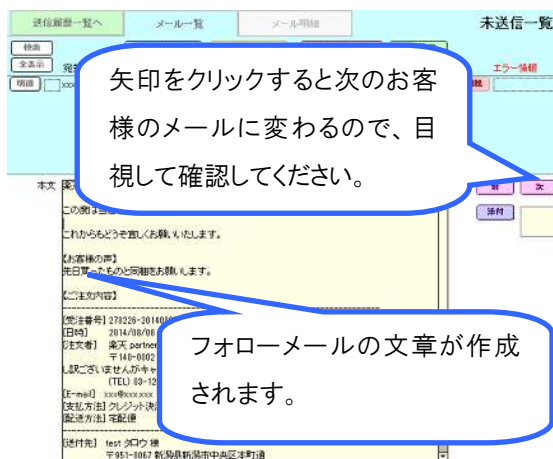 送信履歴一覧へ メール一覧 メール明細 未送信一覧
検索
全表示
エラー情報
明細
矢印をクリックすると次のお客
様のメールに変わるので、目
視して確認してください。
本文
次
添付
これからもどうぞ宜しくお願いいたします。
【お客様の声】
先日買ったものと同梱をお願いします。
【ご注文内容】
[受注番号] 278226-201408
[日時] 2014/08/08
[注文者] 楽天 partner
〒140-0002
(TEL) 03-12
[E-mail] xxx@xxx.xxx
[支払方法] クレジット決
[配送方法] 宅配便
フォローメールの文章が作成
されます。
[送付先] test タロウ 様
〒951-8067 新潟県新潟市中央区本町通